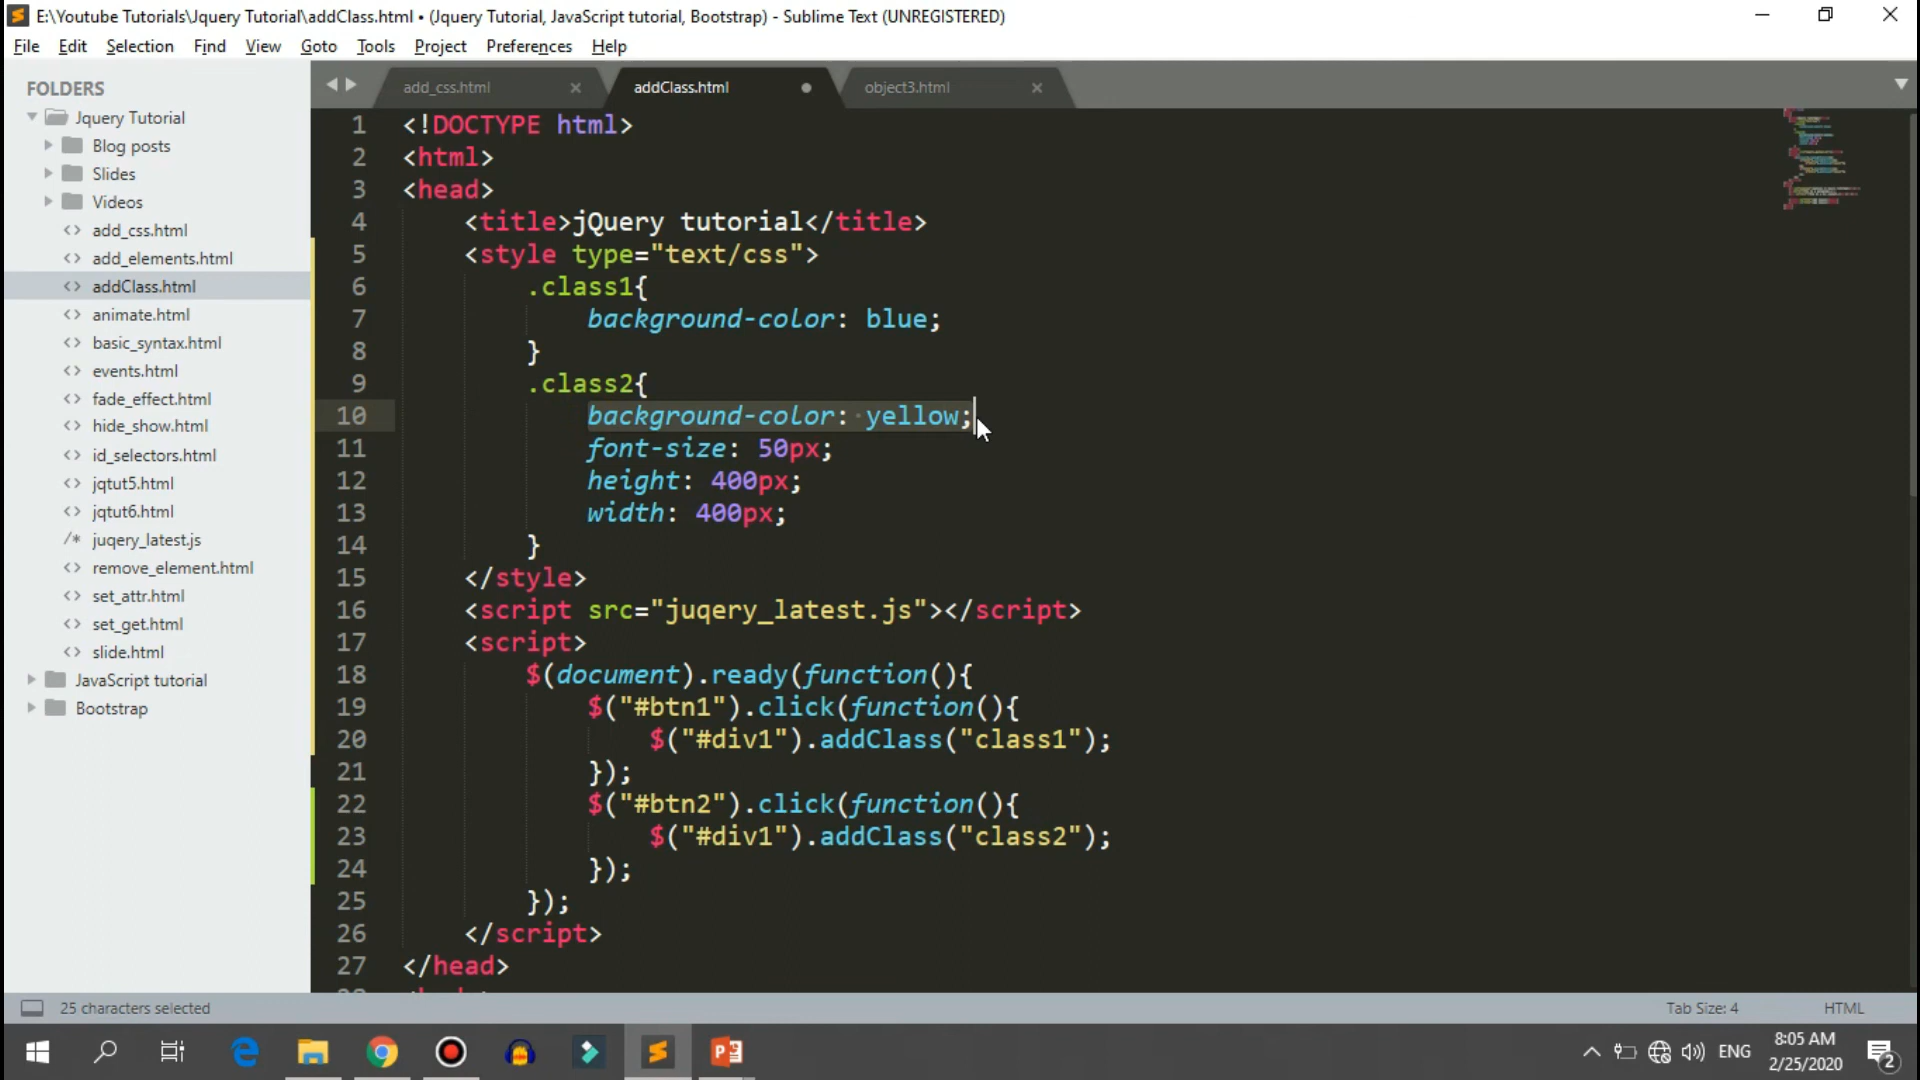 E:\Youtube Tutorials\Jquery Tutorial\addClass.html • (Jquery Tutorial, JavaScript tutorial, Bootstrap) - Sublime Text (UNREGISTERED)
File Edit Selection Find View Goto Tools Project Preferences Help
FOLDERS
Jquery Tutorial
Blog posts
Slides
Videos
add_css.html
add_elements.html
addClass.html
animate.html
basic_syntax.html
events.html
fade_effect.html
hide_show.html
id_selectors.html
jqtut5.html
jqtut6.html
/* juqery_latest.js
remove_element.html
set_attr.html
set_get.html
slide.html
JavaScript tutorial
Bootstrap
add_css.html addClass.html object3.html
1 <!DOCTYPE html>
2 <html>
3 <head>
4 <title>jQuery tutorial</title>
5 <style type="text/css">
6 .class1{
7 background-color: blue;
8 }
9 .class2{
10 background-color: yellow;
11 font-size: 50px;
12 height: 400px;
13 width: 400px;
14 }
15 </style>
16 <script src="juqery_latest.js"></script>
17 <script>
18 $(document).ready(function(){
19 $("#btn1").click(function(){
20 $("#div1").addClass("class1");
21 });
22 $("#btn2").click(function(){
23 $("#div1").addClass("class2");
24 });
25 });
26 </script>
27 </head>
25 characters selected
Tab Size: 4 HTML
ENG
8:05 AM
2/25/2020
2